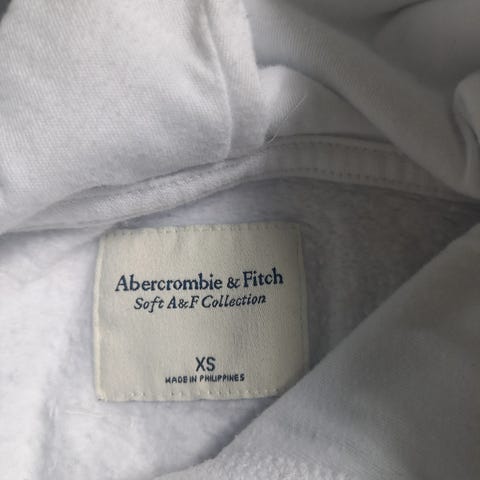 Abercrombie & Fitch
Soft A&F Collection
XS
MADE IN PHILIPPINES